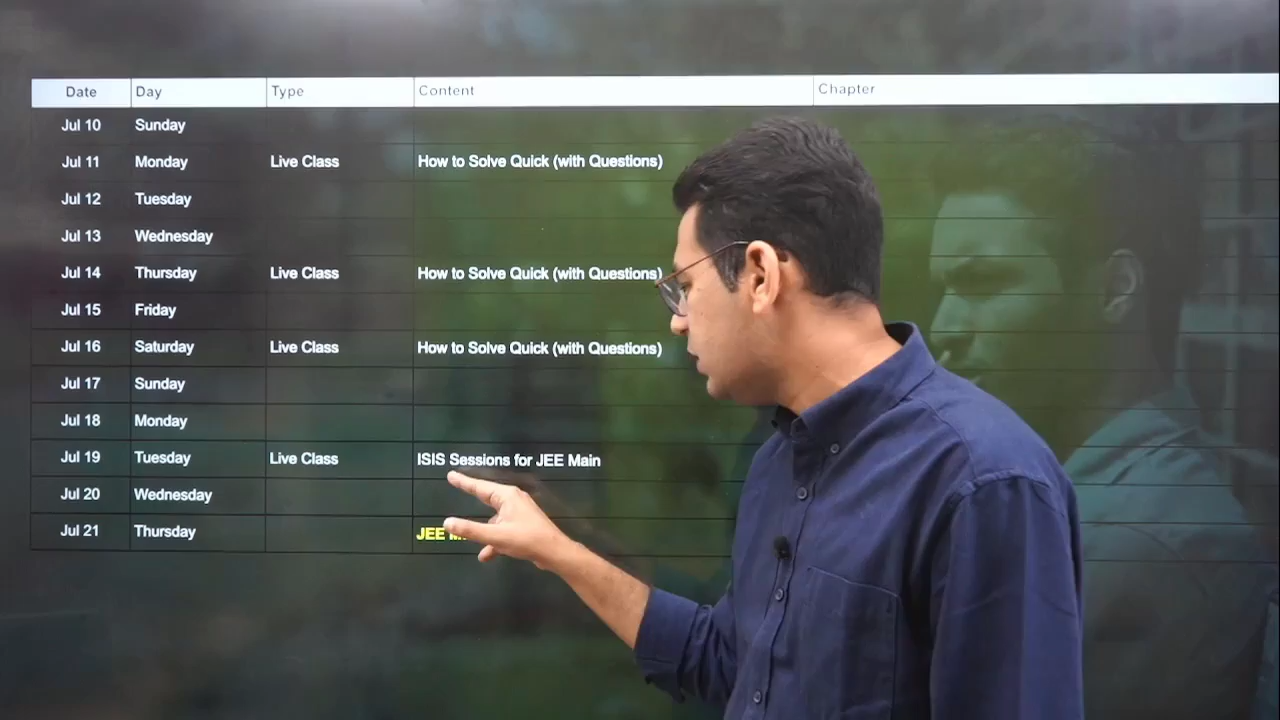 Date Day Type Content Chapter
Jul 10 Sunday
Jul 11 Monday Live Class How to Solve Quick (with Questions)
Jul 12 Tuesday
Jul 13 Wednesday
Jul 14 Thursday Live Class How to Solve Quick (with Questions)
Jul 15 Friday
Jul 16 Saturday Live Class How to Solve Quick (with Questions)
Jul 17 Sunday
Jul 18 Monday
Jul 19 Tuesday Live Class ISIS Sessions for JEE Main
Jul 20 Wednesday
Jul 21 Thursday JEE